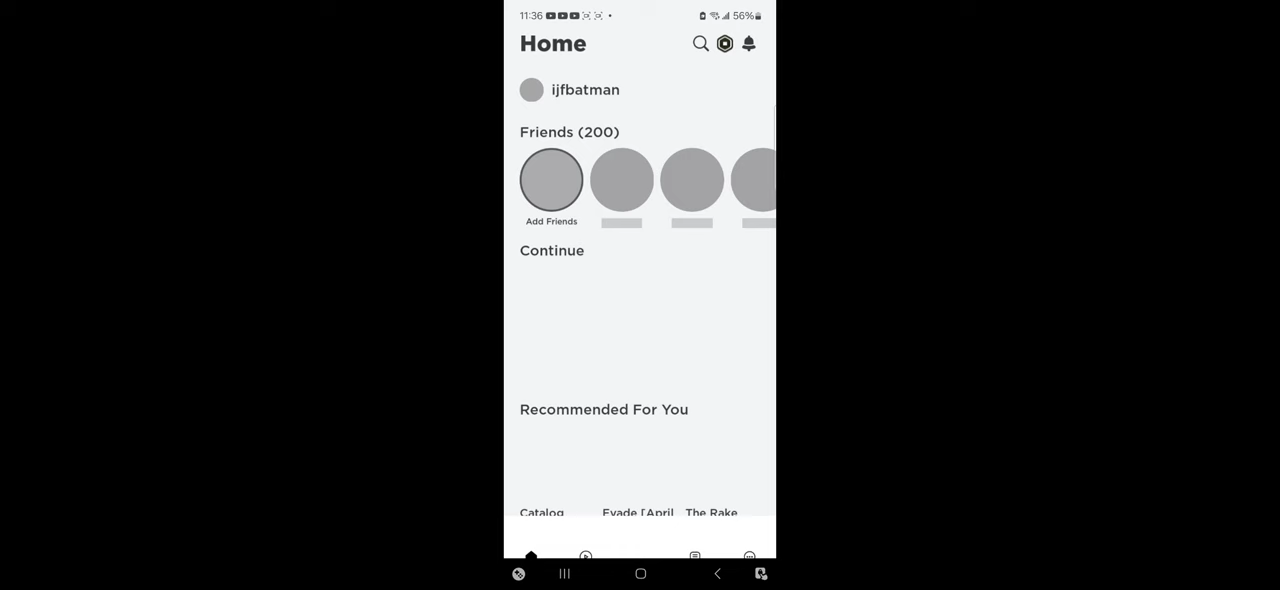 11:36 56%
Home
ijfbatman
Friends (200)
Add Friends
Continue
Recommended For You
Catalog Evade [April The Rake